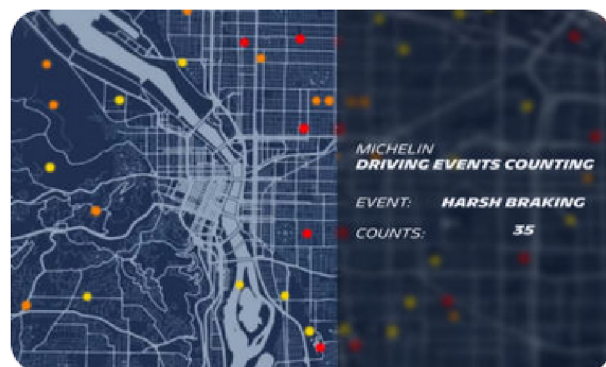 MICHELIN
DRIVING EVENTS COUNTING
EVENT: HARSH BRAKING
COUNTS: 35